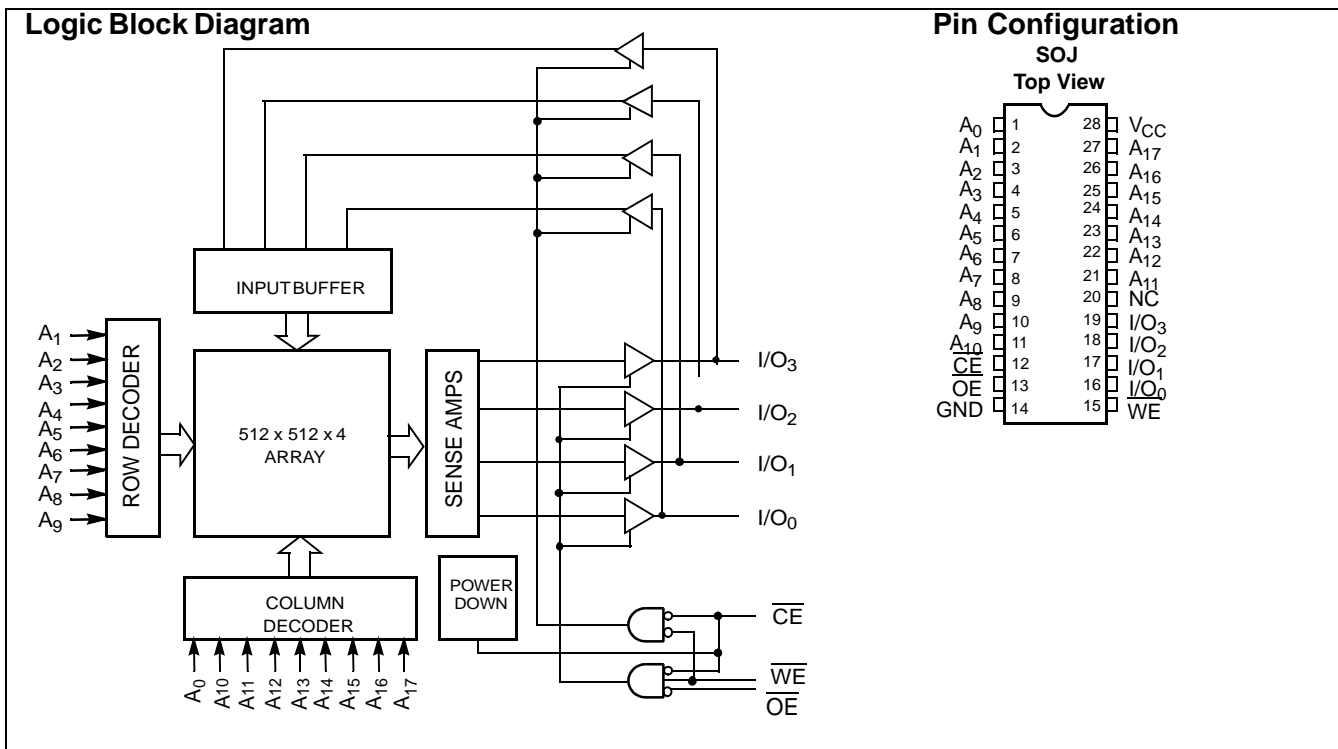 Logic Block Diagram
INPUT BUFFER
A1
A2
A3
A4
A5
A6
A7
A8
A9
ROW DECODER
512 x 512 x 4
ARRAY
SENSE AMPS
I/O3
I/O2
I/O1
I/O0
COLUMN
DECODER
POWER
DOWN
A0
A10
A11
A12
A13
A14
A15
A16
A17
CE
WE
OE
Pin Configuration
SOJ
Top View
A0 1 28 VCC
A1 2 27 A17
A2 3 26 A16
A3 4 25 A15
A4 5 24 A14
A5 6 23 A13
A6 7 22 A12
A7 8 21 A11
A8 9 20 NC
A9 10 19 I/O3
A10 11 18 I/O2
CE 12 17 I/O1
OE 13 16 I/O0
GND 14 15 WE